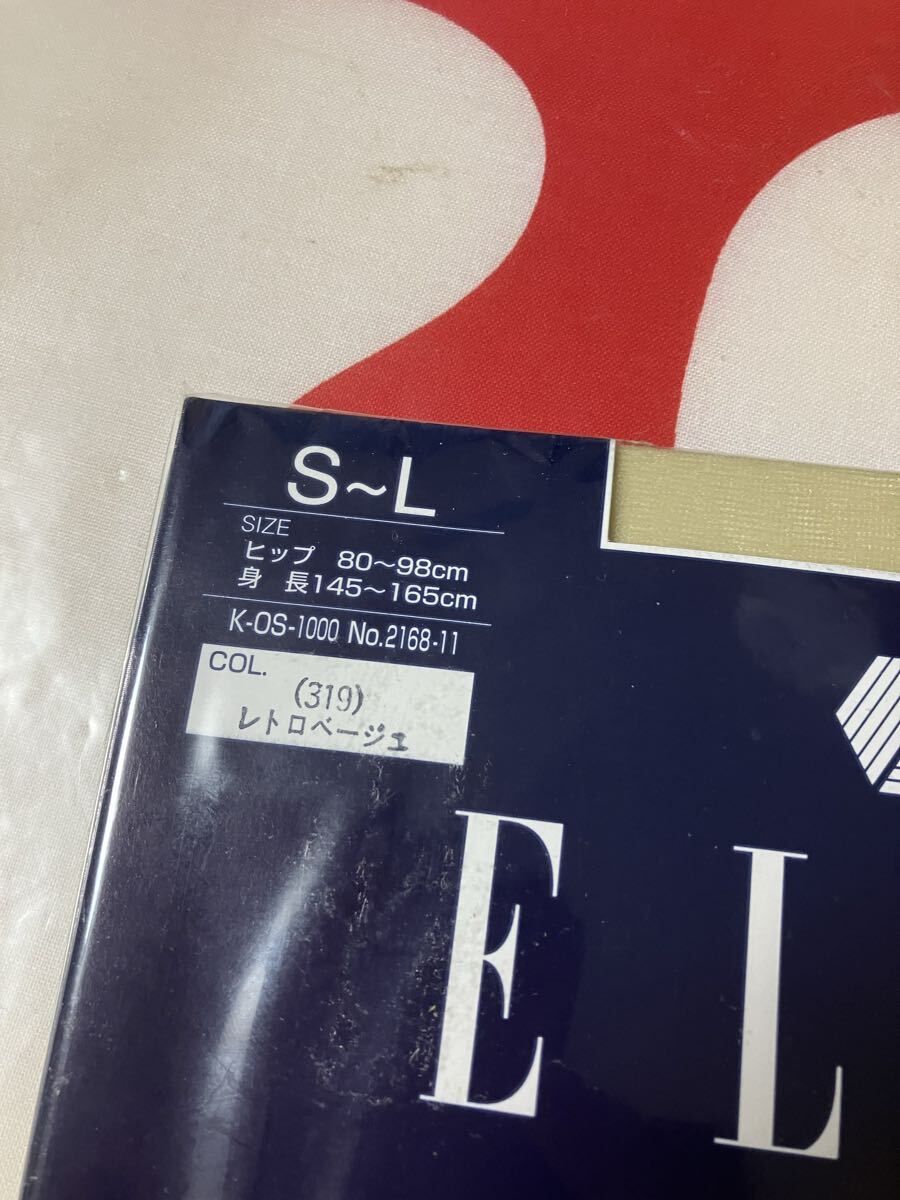 S~L
SIZE
ヒップ 80〜98cm
身 長145〜165cm
K-OS-1000 No.2168-11
COL.
(319)
レトロベージュ
E L